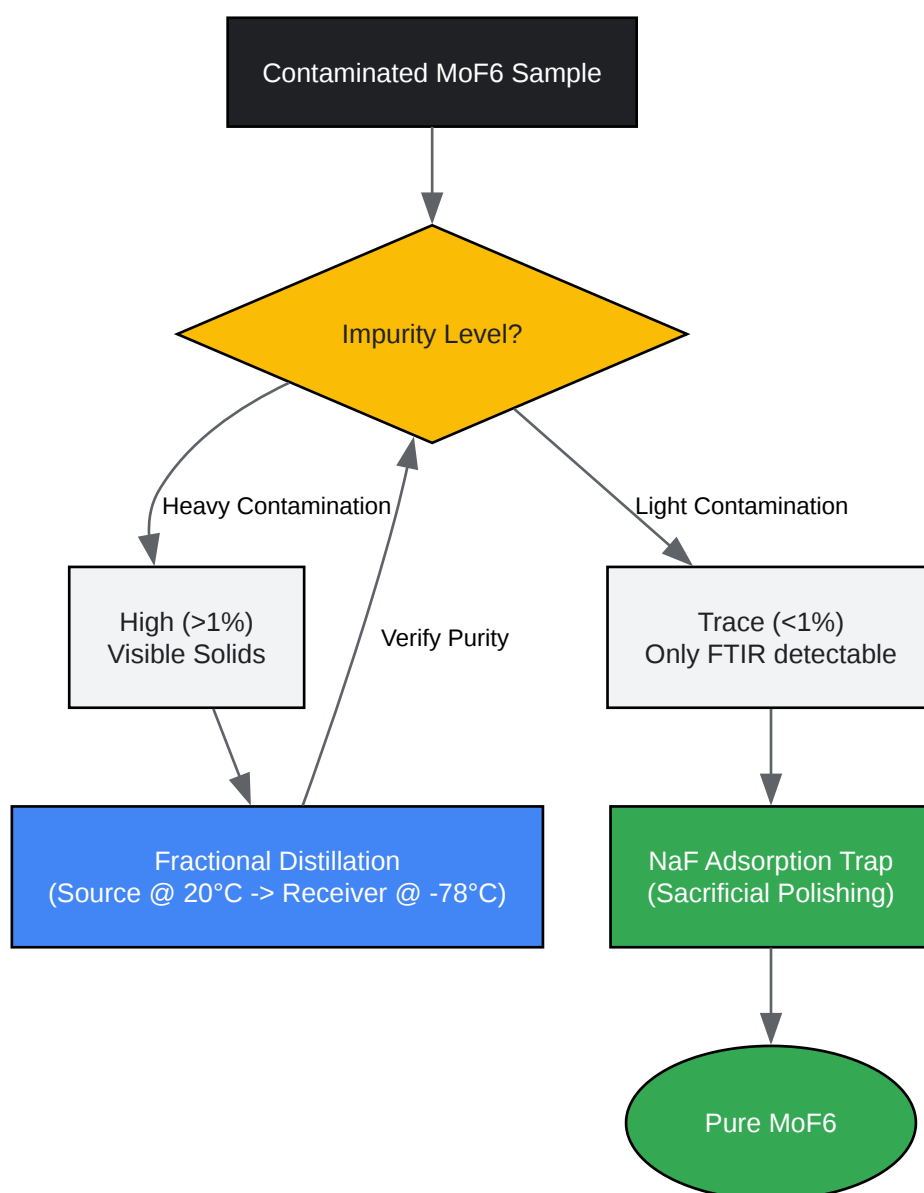 Contaminated MoF6 Sample
Impurity Level?
Heavy Contamination
Light Contamination
High (>1%)
Visible Solids
Verify Purity
Trace (<1%)
Only FTIR detectable
Fractional Distillation
(Source @ 20°C -> Receiver @ -78°C)
NaF Adsorption Trap
(Sacrificial Polishing)
Pure MoF6